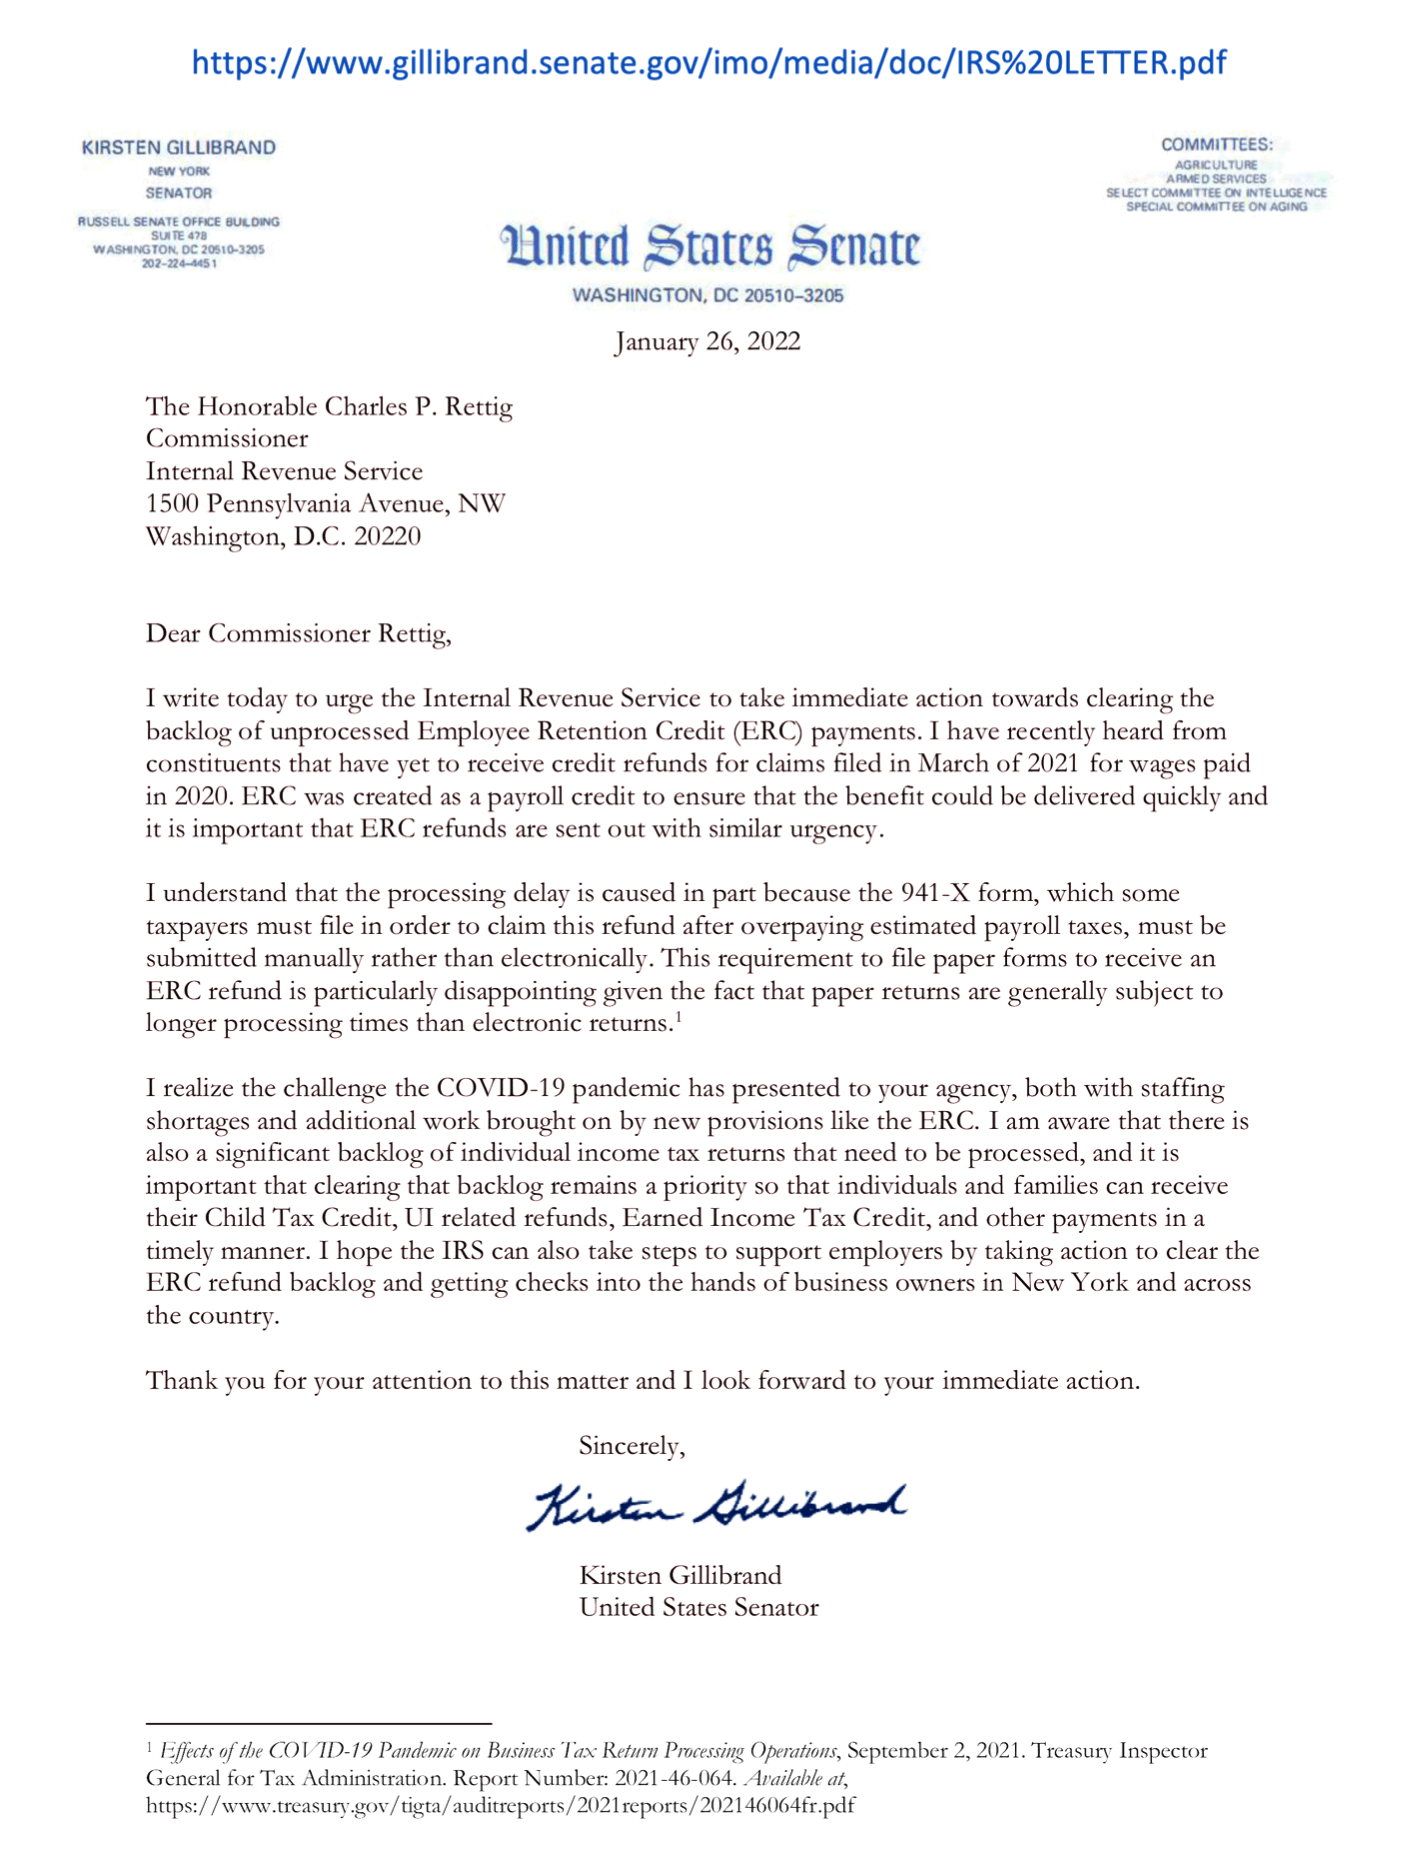 https://www.gillibrand.senate.gov/imo/media/doc/IRS%20LETTER.pdf
KIRSTEN GILLIBRAND
NEW YORK
SENATOR
RUSSELL SENATE OFFICE BUILDING
SUITE 478
WASHINGTON, DC 20510–3205
202–224–4451
COMMITTEES:
AGRICULTURE
ARMED SERVICES
SELECT COMMITTEE ON INTELLIGENCE
SPECIAL COMMITTEE ON AGING
United States Senate
WASHINGTON, DC 20510–3205
January 26, 2022
The Honorable Charles P. Rettig
Commissioner
Internal Revenue Service
1500 Pennsylvania Avenue, NW
Washington, D.C. 20220
Dear Commissioner Rettig,
I write today to urge the Internal Revenue Service to take immediate action towards clearing the
backlog of unprocessed Employee Retention Credit (ERC) payments. I have recently heard from
constituents that have yet to receive credit refunds for claims filed in March of 2021 for wages paid
in 2020. ERC was created as a payroll credit to ensure that the benefit could be delivered quickly and
it is important that ERC refunds are sent out with similar urgency.
I understand that the processing delay is caused in part because the 941-X form, which some
taxpayers must file in order to claim this refund after overpaying estimated payroll taxes, must be
submitted manually rather than electronically. This requirement to file paper forms to receive an
ERC refund is particularly disappointing given the fact that paper returns are generally subject to
longer processing times than electronic returns.¹
I realize the challenge the COVID-19 pandemic has presented to your agency, both with staffing
shortages and additional work brought on by new provisions like the ERC. I am aware that there is
also a significant backlog of individual income tax returns that need to be processed, and it is
important that clearing that backlog remains a priority so that individuals and families can receive
their Child Tax Credit, UI related refunds, Earned Income Tax Credit, and other payments in a
timely manner. I hope the IRS can also take steps to support employers by taking action to clear the
ERC refund backlog and getting checks into the hands of business owners in New York and across
the country.
Thank you for your attention to this matter and I look forward to your immediate action.
Sincerely,
Kirsten Gillibrand
Kirsten Gillibrand
United States Senator
¹ Effects of the COVID-19 Pandemic on Business Tax Return Processing Operations, September 2, 2021. Treasury Inspector
General for Tax Administration. Report Number: 2021-46-064. Available at,
https://www.treasury.gov/tigta/auditreports/2021reports/202146064fr.pdf